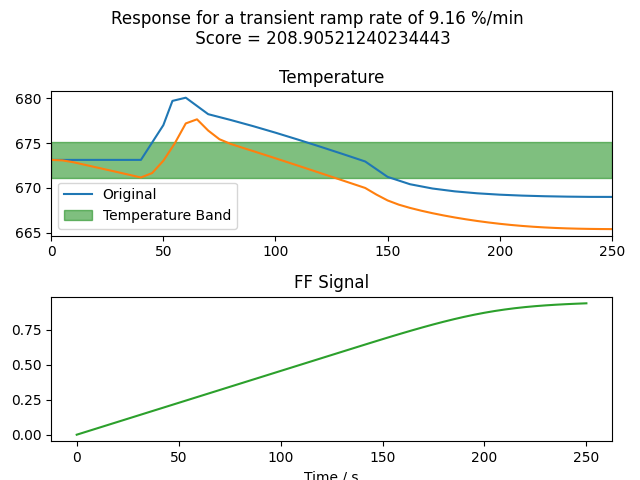 Response for a transient ramp rate of 9.16 %/min
Score = 208.90521240234443
Temperature
680
675
670
665
Original
Temperature Band
0 50 100 150 200 250
FF Signal
0.75
0.50
0.25
0.00
0 50 100 150 200 250
Time / s